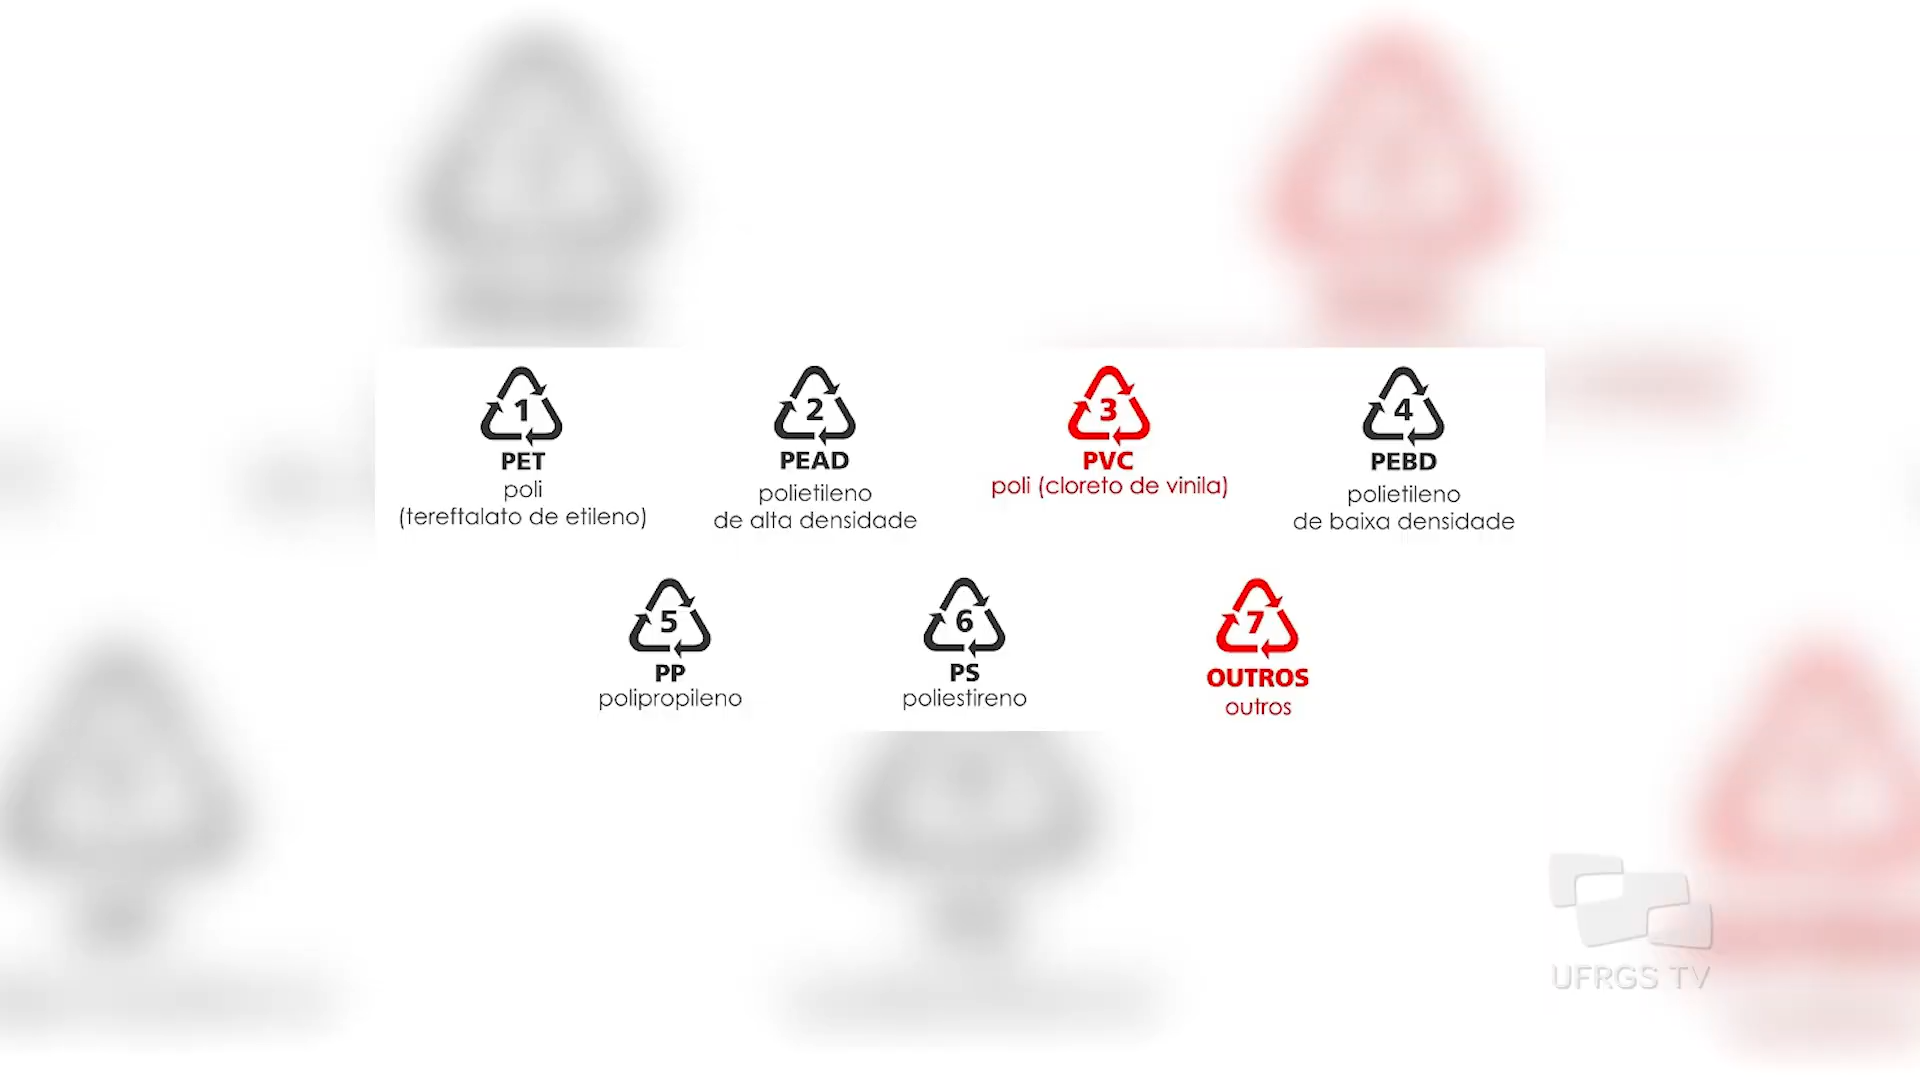 1
PET
poli
(tereftalato de etileno)
2
PEAD
polietileno
de alta densidade
3
PVC
poli (cloreto de vinila)
4
PEBD
polietileno
de baixa densidade
5
PP
polipropileno
6
PS
poliestireno
7
OUTROS
outros
UFRGS TV